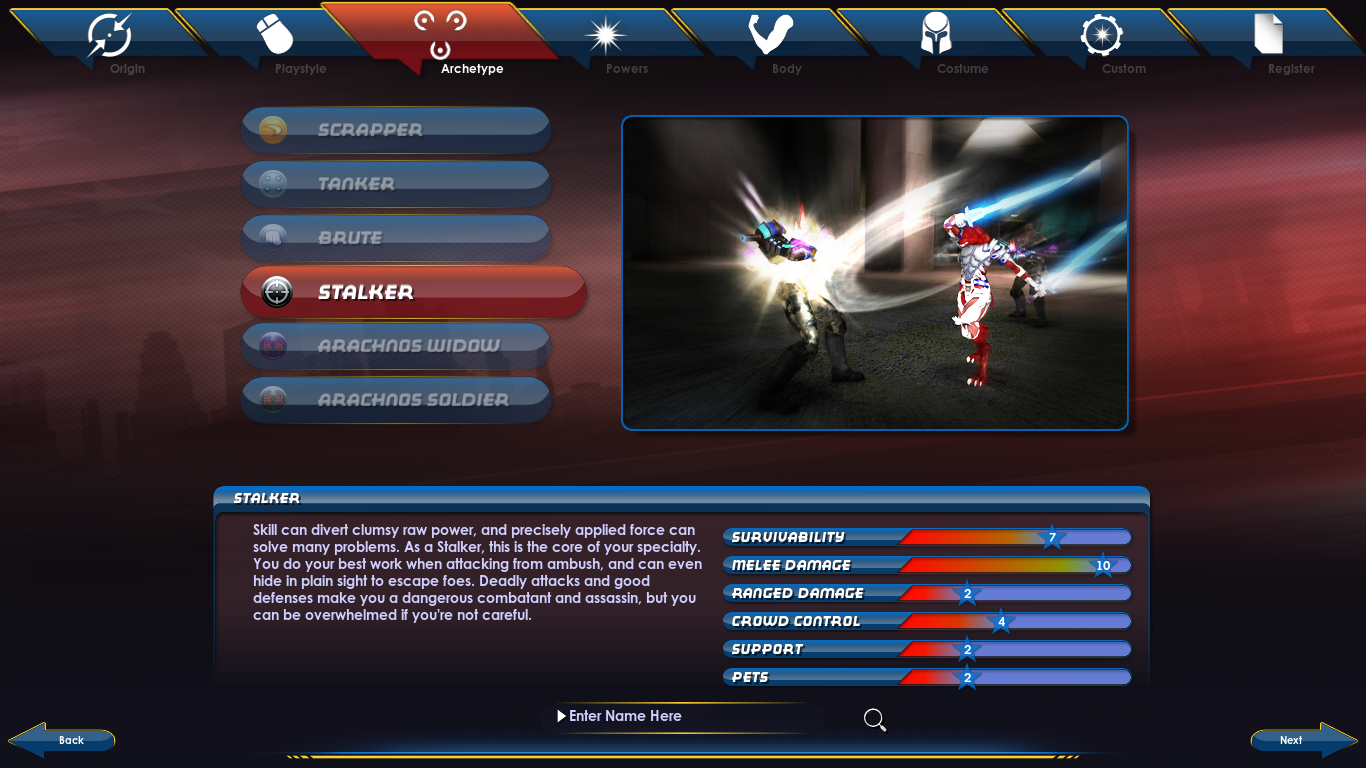 Origin
Playstyle
Archetype
Powers
Body
Costume
Custom
Register
SCRAPPER
TANKER
BRUTE
STALKER
ARACHNOS WIDOW
ARACHNOS SOLDIER
STALKER
Skill can divert clumsy raw power, and precisely applied force can
solve many problems. As a Stalker, this is the core of your specialty.
You do your best work when attacking from ambush, and can even
hide in plain sight to escape foes. Deadly attacks and good
defenses make you a dangerous combatant and assassin, but you
can be overwhelmed if you're not careful.
SURVIVABILITY 7
MELEE DAMAGE 10
RANGED DAMAGE 2
CROWD CONTROL 4
SUPPORT 2
PETS 2
Enter Name Here
Back
Next